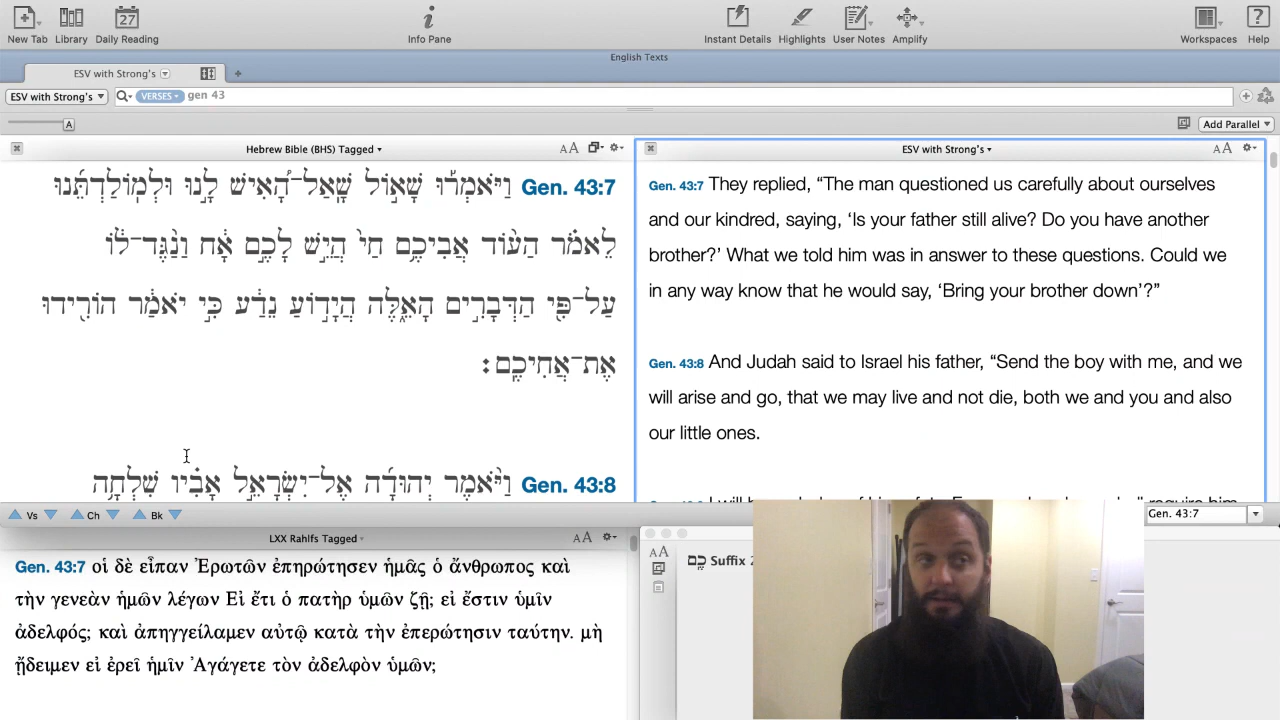 New Tab
Library
Daily Reading
27
Info Pane
Instant Details
Highlights
User Notes
Amplify
Workspaces
Help
English Texts
ESV with Strong's
ESV with Strong's
VERSES
gen 43
A
Add Parallel
Hebrew Bible (BHS) Tagged
AA
Gen. 43:7 וַיֹּאמְר֡וּ שָׁא֣וֹל שָֽׁאַל־הָ֠אִישׁ לָ֣נוּ וּלְמֽוֹלַדְתֵּ֜נוּ
לֵאמֹ֗ר הַע֨וֹד אֲבִיכֶ֥ם חַי֙ הֲיֵ֣שׁ לָכֶ֣ם אָ֔ח וַנַ֨גֶּד־ל֔וֹ
עַל־פִּ֖י הַדְּבָרִ֣ים הָאֵ֑לֶּה הֲיָד֣וֹעַ נֵדַ֔ע כִּ֣י יֹאמַ֔ר הוֹרִ֖ידוּ
אֶת־אֲחִיכֶֽם׃
Gen. 43:8 וַיֹּ֨אמֶר יְהוּדָ֜ה אֶל־יִשְׂרָאֵ֣ל אָבִ֗יו שִׁלְחָ֥ה
ESV with Strong's
AA
Gen. 43:7 They replied, “The man questioned us carefully about ourselves
and our kindred, saying, ‘Is your father still alive? Do you have another
brother?’ What we told him was in answer to these questions. Could we
in any way know that he would say, ‘Bring your brother down’?”
Gen. 43:8 And Judah said to Israel his father, “Send the boy with me, and we
will arise and go, that we may live and not die, both we and you and also
our little ones.
Vs
Ch
Bk
Gen. 43:7
LXX Rahlfs Tagged
AA
Gen. 43:7 οἱ δὲ εἶπαν Ἐρωτῶν ἐπηρώτησεν ἡμᾶς ὁ ἄνθρωπος καὶ
τὴν γενεὰν ἡμῶν λέγων Εἰ ἔτι ὁ πατὴρ ὑμῶν ζῇ; εἰ ἔστιν ὑμῖν
ἀδελφός; καὶ ἀπηγγείλαμεν αὐτῷ κατὰ τὴν ἐπερώτησιν ταύτην. μὴ
ᾔδειμεν εἰ ἐρεῖ ἡμῖν Ἀγάγετε τὸν ἀδελφὸν ὑμῶν;
AA
כֶם Suffix 2